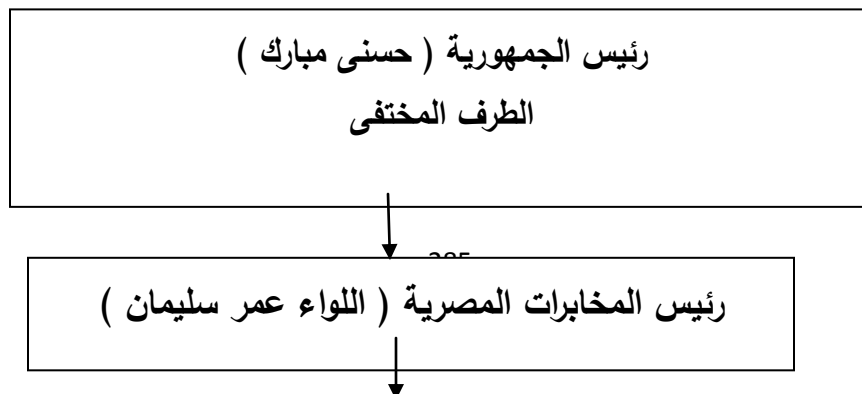 رئيس الجمهورية ( حسنى مبارك )
الطرف المختفى
رئيس المخابرات المصرية ( اللواء عمر سليمان )